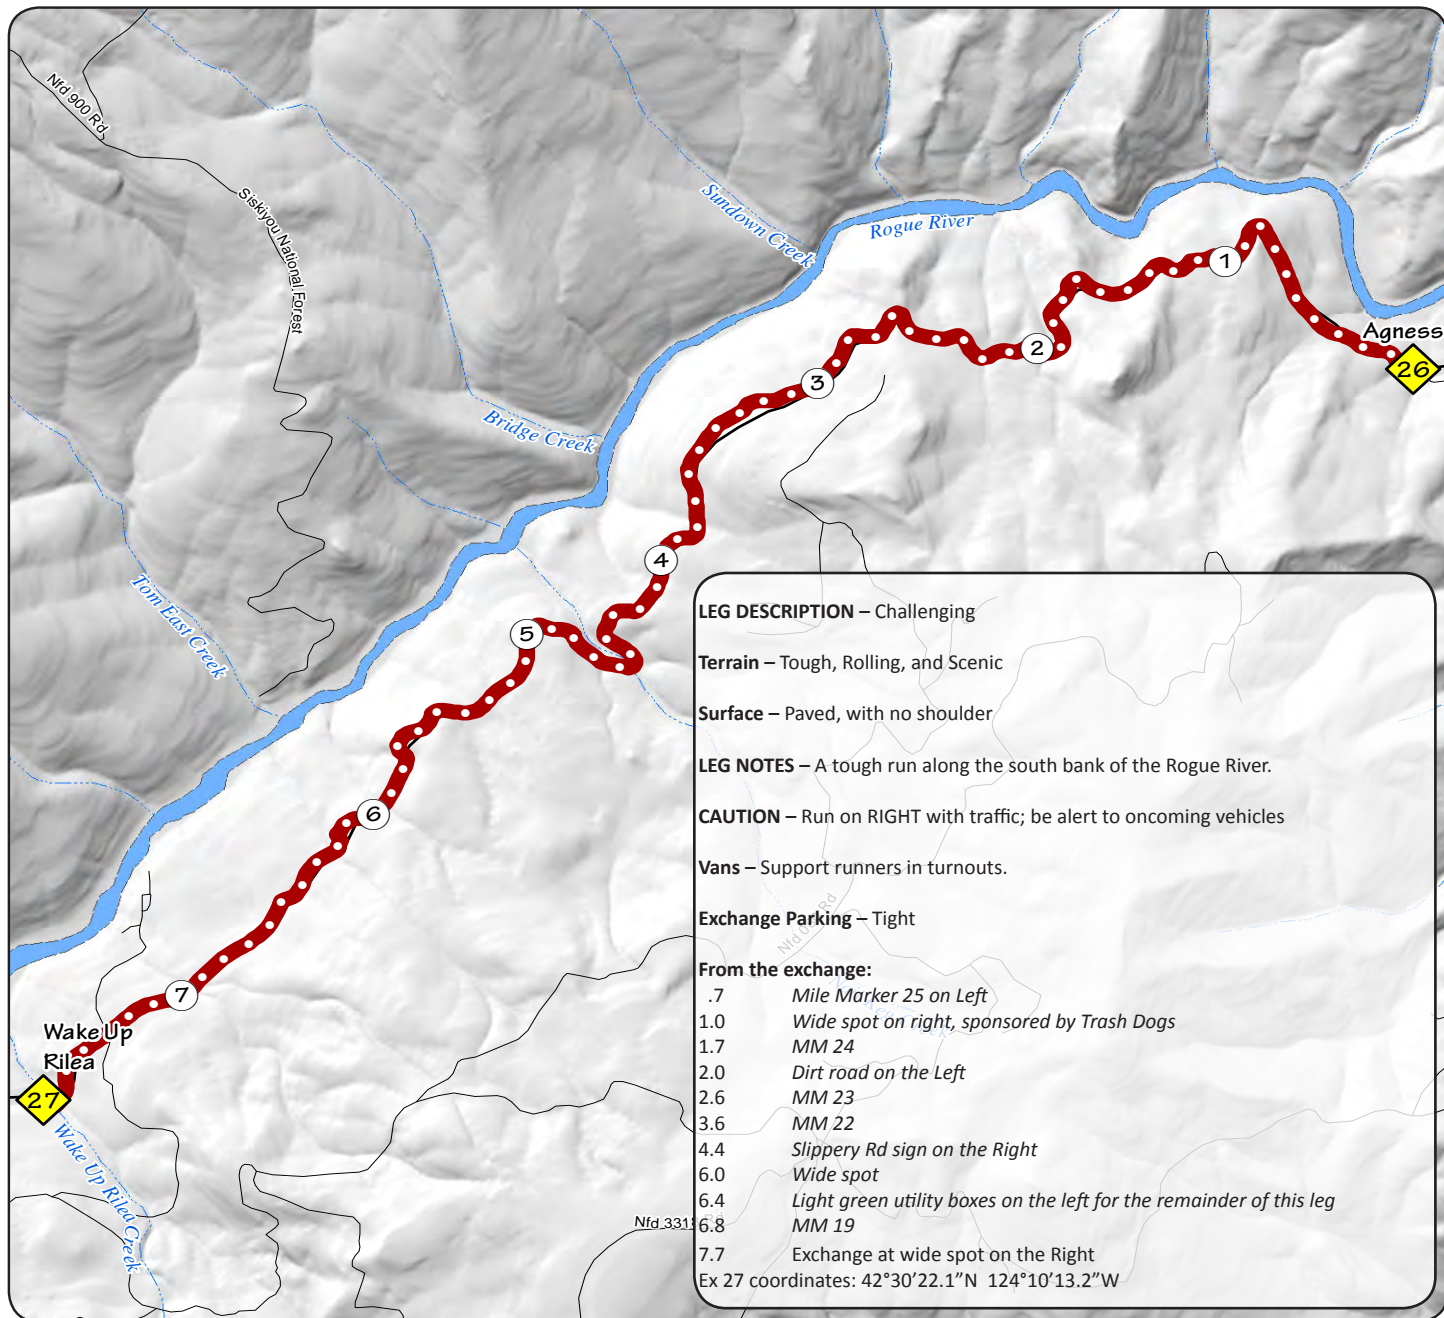 Nfd 900 Rd
Siskiyou National Forest
Sundown Creek
Rogue River
1
Agness
26
2
3
Bridge Creek
4
Tom East Creek
5
6
7
Wake Up
Rilea
27
Wake Up Rilea Creek
Nfd 3318 Rd
LEG DESCRIPTION – Challenging
Terrain – Tough, Rolling, and Scenic
Surface – Paved, with no shoulder
LEG NOTES – A tough run along the south bank of the Rogue River.
CAUTION – Run on RIGHT with traffic; be alert to oncoming vehicles
Vans – Support runners in turnouts.
Exchange Parking – Tight
From the exchange:
.7 Mile Marker 25 on Left
1.0 Wide spot on right, sponsored by Trash Dogs
1.7 MM 24
2.0 Dirt road on the Left
2.6 MM 23
3.6 MM 22
4.4 Slippery Rd sign on the Right
6.0 Wide spot
6.4 Light green utility boxes on the left for the remainder of this leg
6.8 MM 19
7.7 Exchange at wide spot on the Right
Ex 27 coordinates: 42°30’22.1”N 124°10’13.2”W